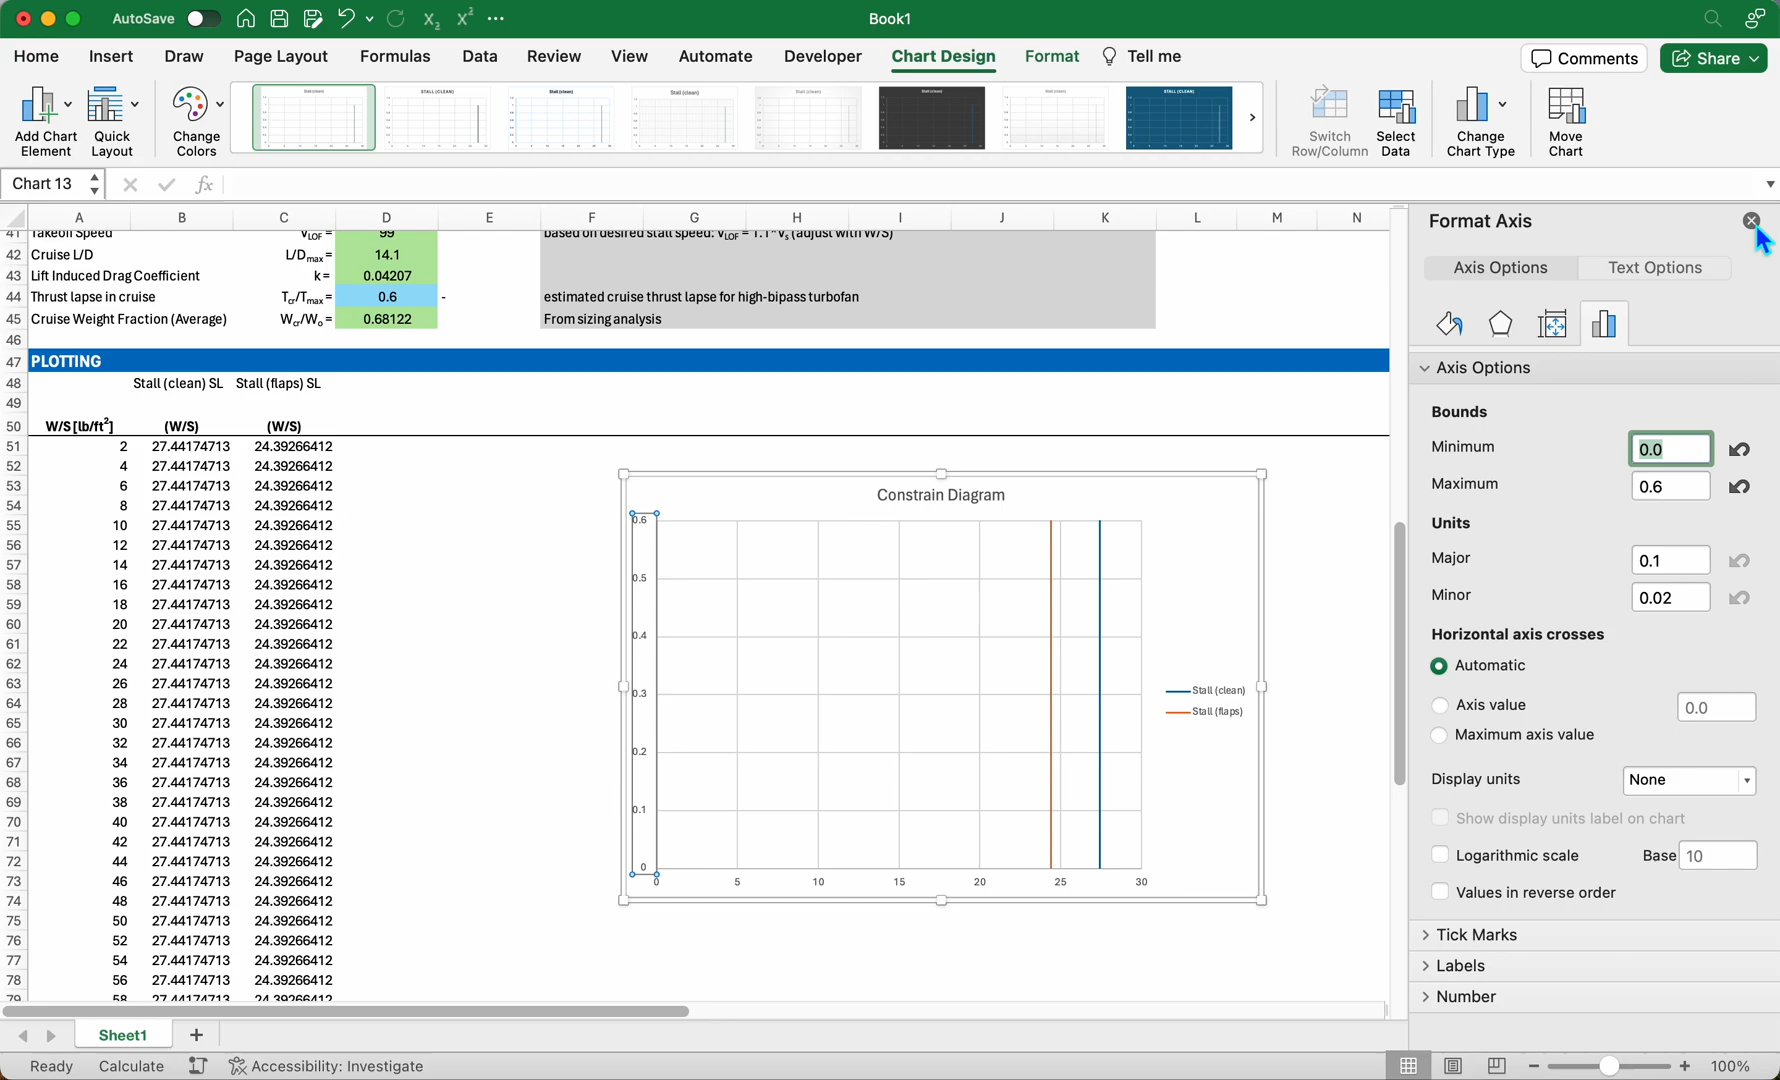 AutoSave
Book1
Home Insert Draw Page Layout Formulas Data Review View Automate Developer Chart Design Format Tell me
Comments
Share
Add Chart Element
Quick Layout
Change Colors
Switch Row/Column
Select Data
Change Chart Type
Move Chart
Chart 13
fx
A B C D E F G H I J K L M N
41 Takeoff Speed VLOF = 99 based on desired stall speed: VLOF = 1.1*Vs (adjust with W/S)
42 Cruise L/D L/Dmax = 14.1
43 Lift Induced Drag Coefficient k = 0.04207
44 Thrust lapse in cruise Tcr/Tmax = 0.6 - estimated cruise thrust lapse for high-bipass turbofan
45 Cruise Weight Fraction (Average) Wcr/Wo = 0.68122 From sizing analysis
46
47 PLOTTING
48 Stall (clean) SL Stall (flaps) SL
49
50 W/S [lb/ft2] (W/S) (W/S)
51 2 27.44174713 24.39266412
52 4 27.44174713 24.39266412
53 6 27.44174713 24.39266412
54 8 27.44174713 24.39266412
55 10 27.44174713 24.39266412
56 12 27.44174713 24.39266412
57 14 27.44174713 24.39266412
58 16 27.44174713 24.39266412
59 18 27.44174713 24.39266412
60 20 27.44174713 24.39266412
61 22 27.44174713 24.39266412
62 24 27.44174713 24.39266412
63 26 27.44174713 24.39266412
64 28 27.44174713 24.39266412
65 30 27.44174713 24.39266412
66 32 27.44174713 24.39266412
67 34 27.44174713 24.39266412
68 36 27.44174713 24.39266412
69 38 27.44174713 24.39266412
70 40 27.44174713 24.39266412
71 42 27.44174713 24.39266412
72 44 27.44174713 24.39266412
73 46 27.44174713 24.39266412
74 48 27.44174713 24.39266412
75 50 27.44174713 24.39266412
76 52 27.44174713 24.39266412
77 54 27.44174713 24.39266412
78 56 27.44174713 24.39266412
79 58 27.44174713 24.39266412
Constrain Diagram
0.6
0.5
0.4
0.3
0.2
0.1
0
0 5 10 15 20 25 30
Stall (clean)
Stall (flaps)
Format Axis
Axis Options Text Options
Axis Options
Bounds
Minimum 0.0
Maximum 0.6
Units
Major 0.1
Minor 0.02
Horizontal axis crosses
Automatic
Axis value 0.0
Maximum axis value
Display units None
Show display units label on chart
Logarithmic scale Base 10
Values in reverse order
Tick Marks
Labels
Number
Sheet1 +
Ready Calculate Accessibility: Investigate
100%